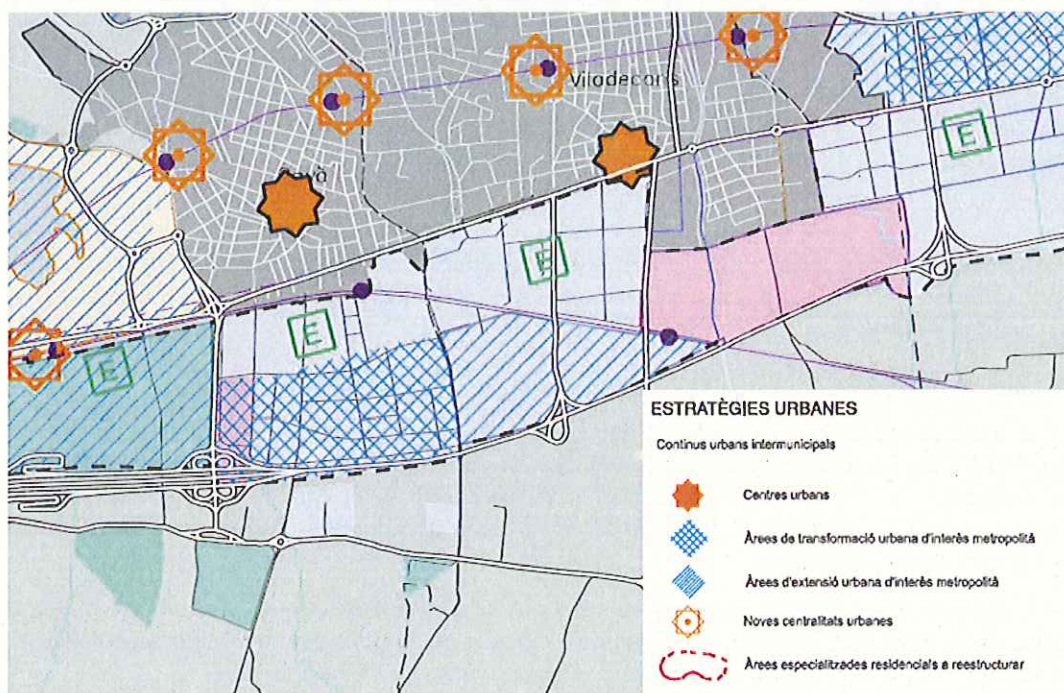 Viladecans
E
E
E
E
ESTRATÈGIES URBANES
Continus urbans intermunicipals
Centres urbans
Àrees de transformació urbana d'interès metropolità
Àrees d'extensió urbana d'interès metropolità
Noves centralitats urbanes
Àrees especialitzades residencials a reestructurar